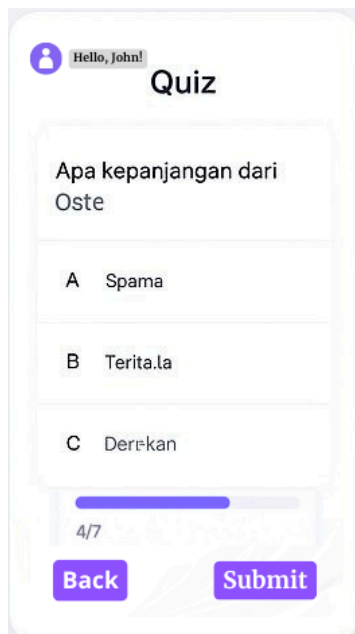 Hello, John!
Quiz
Apa kepanjangan dari
Oste
A Spama
B Terita.la
C
4/7
Back
Submit